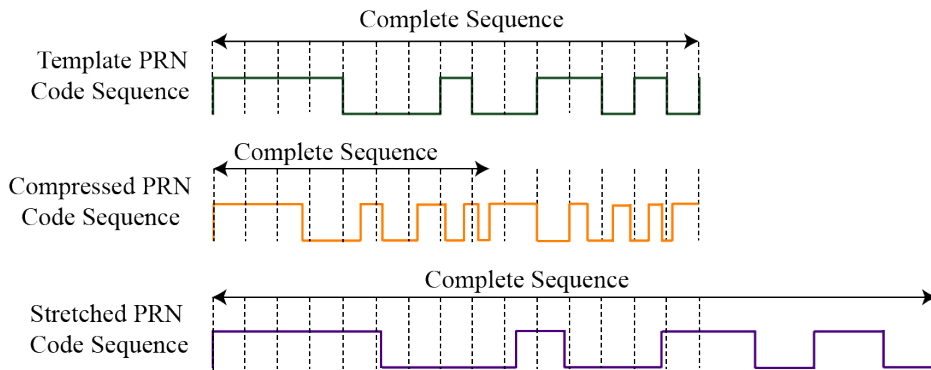 Complete Sequence
Template PRN
Code Sequence
Complete Sequence
Compressed PRN
Code Sequence
Complete Sequence
Stretched PRN
Code Sequence